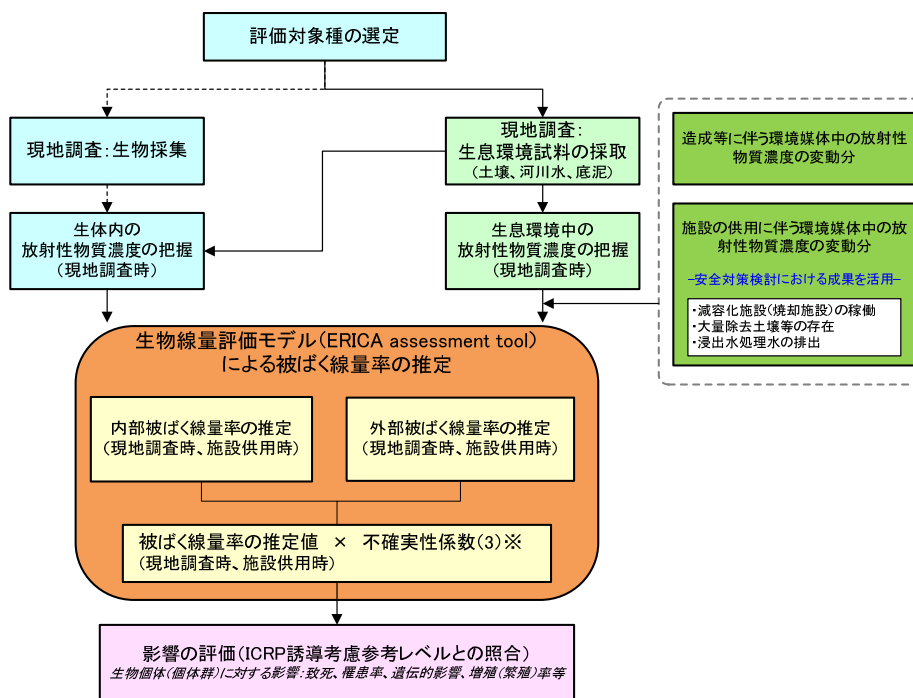 評価対象種の選定
現地調査:生物採集
現地調査:
生息環境試料の採取
(土壌、河川水、底泥)
造成等に伴う環境媒体中の放射性
物質濃度の変動分
生体内の
放射性物質濃度の把握
(現地調査時)
生息環境中の
放射性物質濃度の把握
(現地調査時)
施設の供用に伴う環境媒体中の放
射性物質濃度の変動分
−安全対策検討における成果を活用−
・減容化施設(焼却施設)の稼働
・大量除去土壌等の存在
・浸出水処理水の排出
生物線量評価モデル(ERICA assessment tool)
による被ばく線量率の推定
内部被ばく線量率の推定
(現地調査時、施設供用時)
外部被ばく線量率の推定
(現地調査時、施設供用時)
被ばく線量率の推定値 × 不確実性係数(3)※
(現地調査時、施設供用時)
影響の評価(ICRP誘導考慮参考レベルとの照合)
生物個体(個体群)に対する影響:致死、罹患率、遺伝的影響、増殖(繁殖)率等